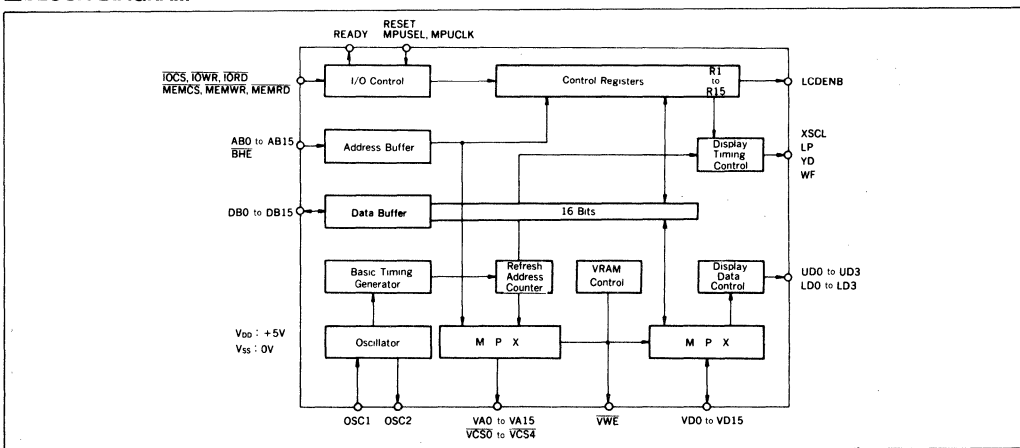 RESET
READY MPUSEL, MPUCLK
IOCS, IOWR, IORD
MEMCS, MEMWR, MEMRD
I/O Control
Control Registers
R1
to
R15
LCDENB
AB0 to AB15
BHE
Address Buffer
Display
Timing
Control
XSCL
LP
YD
WF
DB0 to DB15
Data Buffer
16 Bits
Basic Timing
Generator
Refresh
Address
Counter
VRAM
Control
Display
Data
Control
UD0 to UD3
LD0 to LD3
VDD : +5V
VSS : 0V
Oscillator
M P X
M P X
OSC1 OSC2
VA0 to VA15
VCS0 to VCS4
VWE
VD0 to VD15